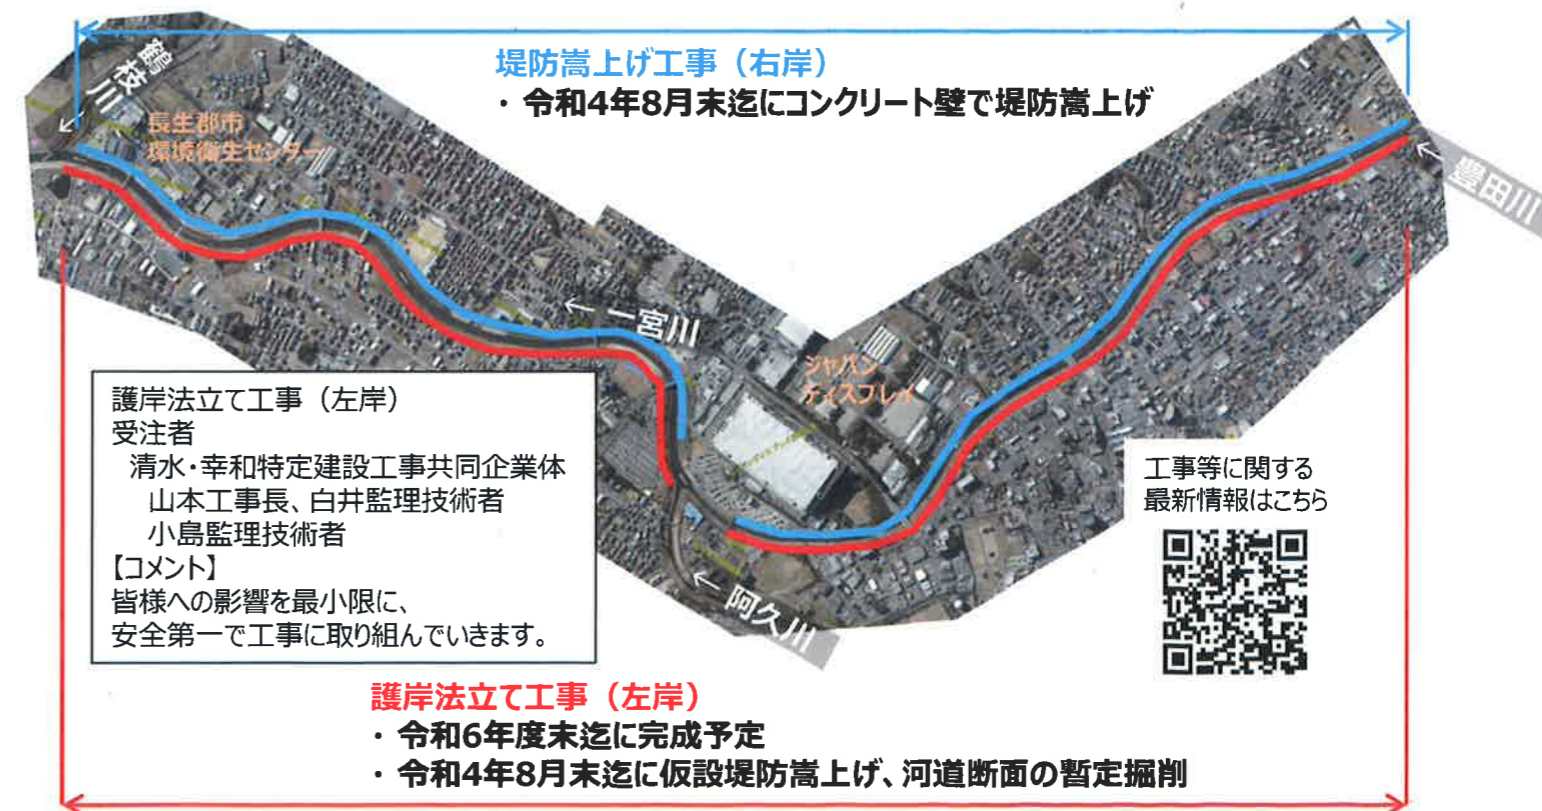 堤防嵩上げ工事（右岸）
・ 令和4年8月末迄にコンクリート壁で堤防嵩上げ
鶴枝川
長生郡市
環境衛生センター
豊田川
← 一宮川
ジャパン
ディスプレイ
護岸法立て工事（左岸）
受注者
清水・幸和特定建設工事共同企業体
山本工事長、白井監理技術者
小島監理技術者
【コメント】
皆様への影響を最小限に、
安全第一で工事に取り組んでいきます。
工事等に関する
最新情報はこちら
← 阿久川
護岸法立て工事（左岸）
・ 令和6年度末迄に完成予定
・ 令和4年8月末迄に仮設堤防嵩上げ、河道断面の暫定掘削